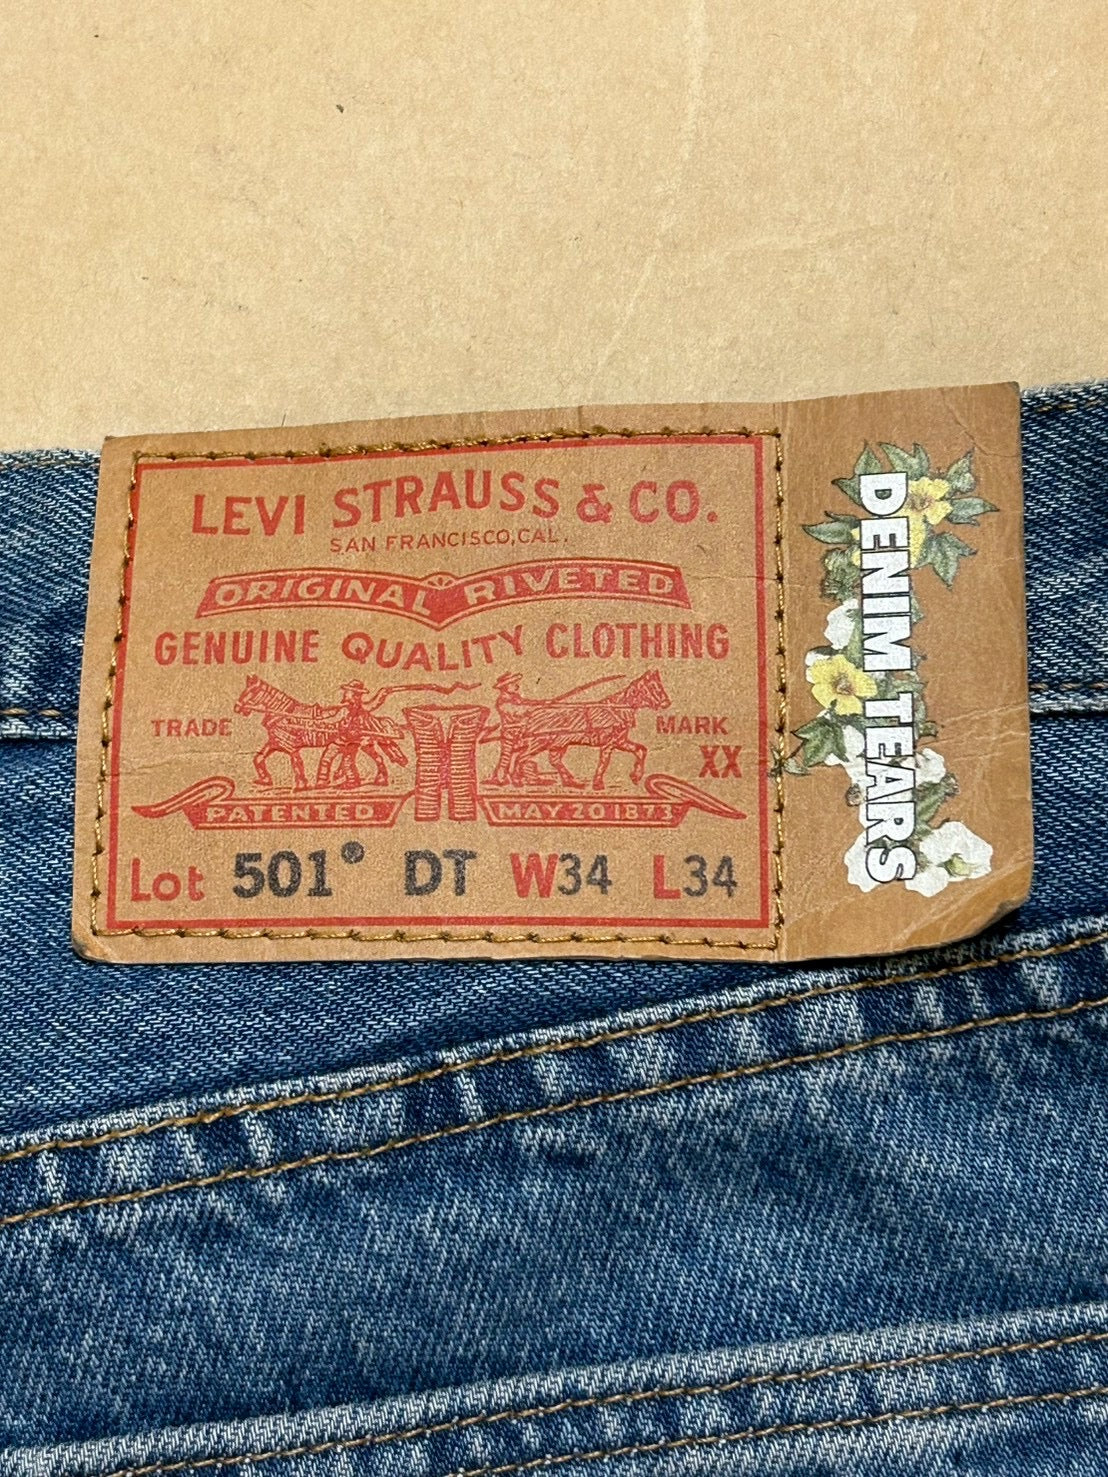 LEVI STRAUSS & CO.
SAN FRANCISCO, CAL.
ORIGINAL RIVETED
GENUINE QUALITY CLOTHING
TRADE MARK
XX
PATENTED MAY 20 1873
Lot 501® DT W34 L34
DENIM TEARS